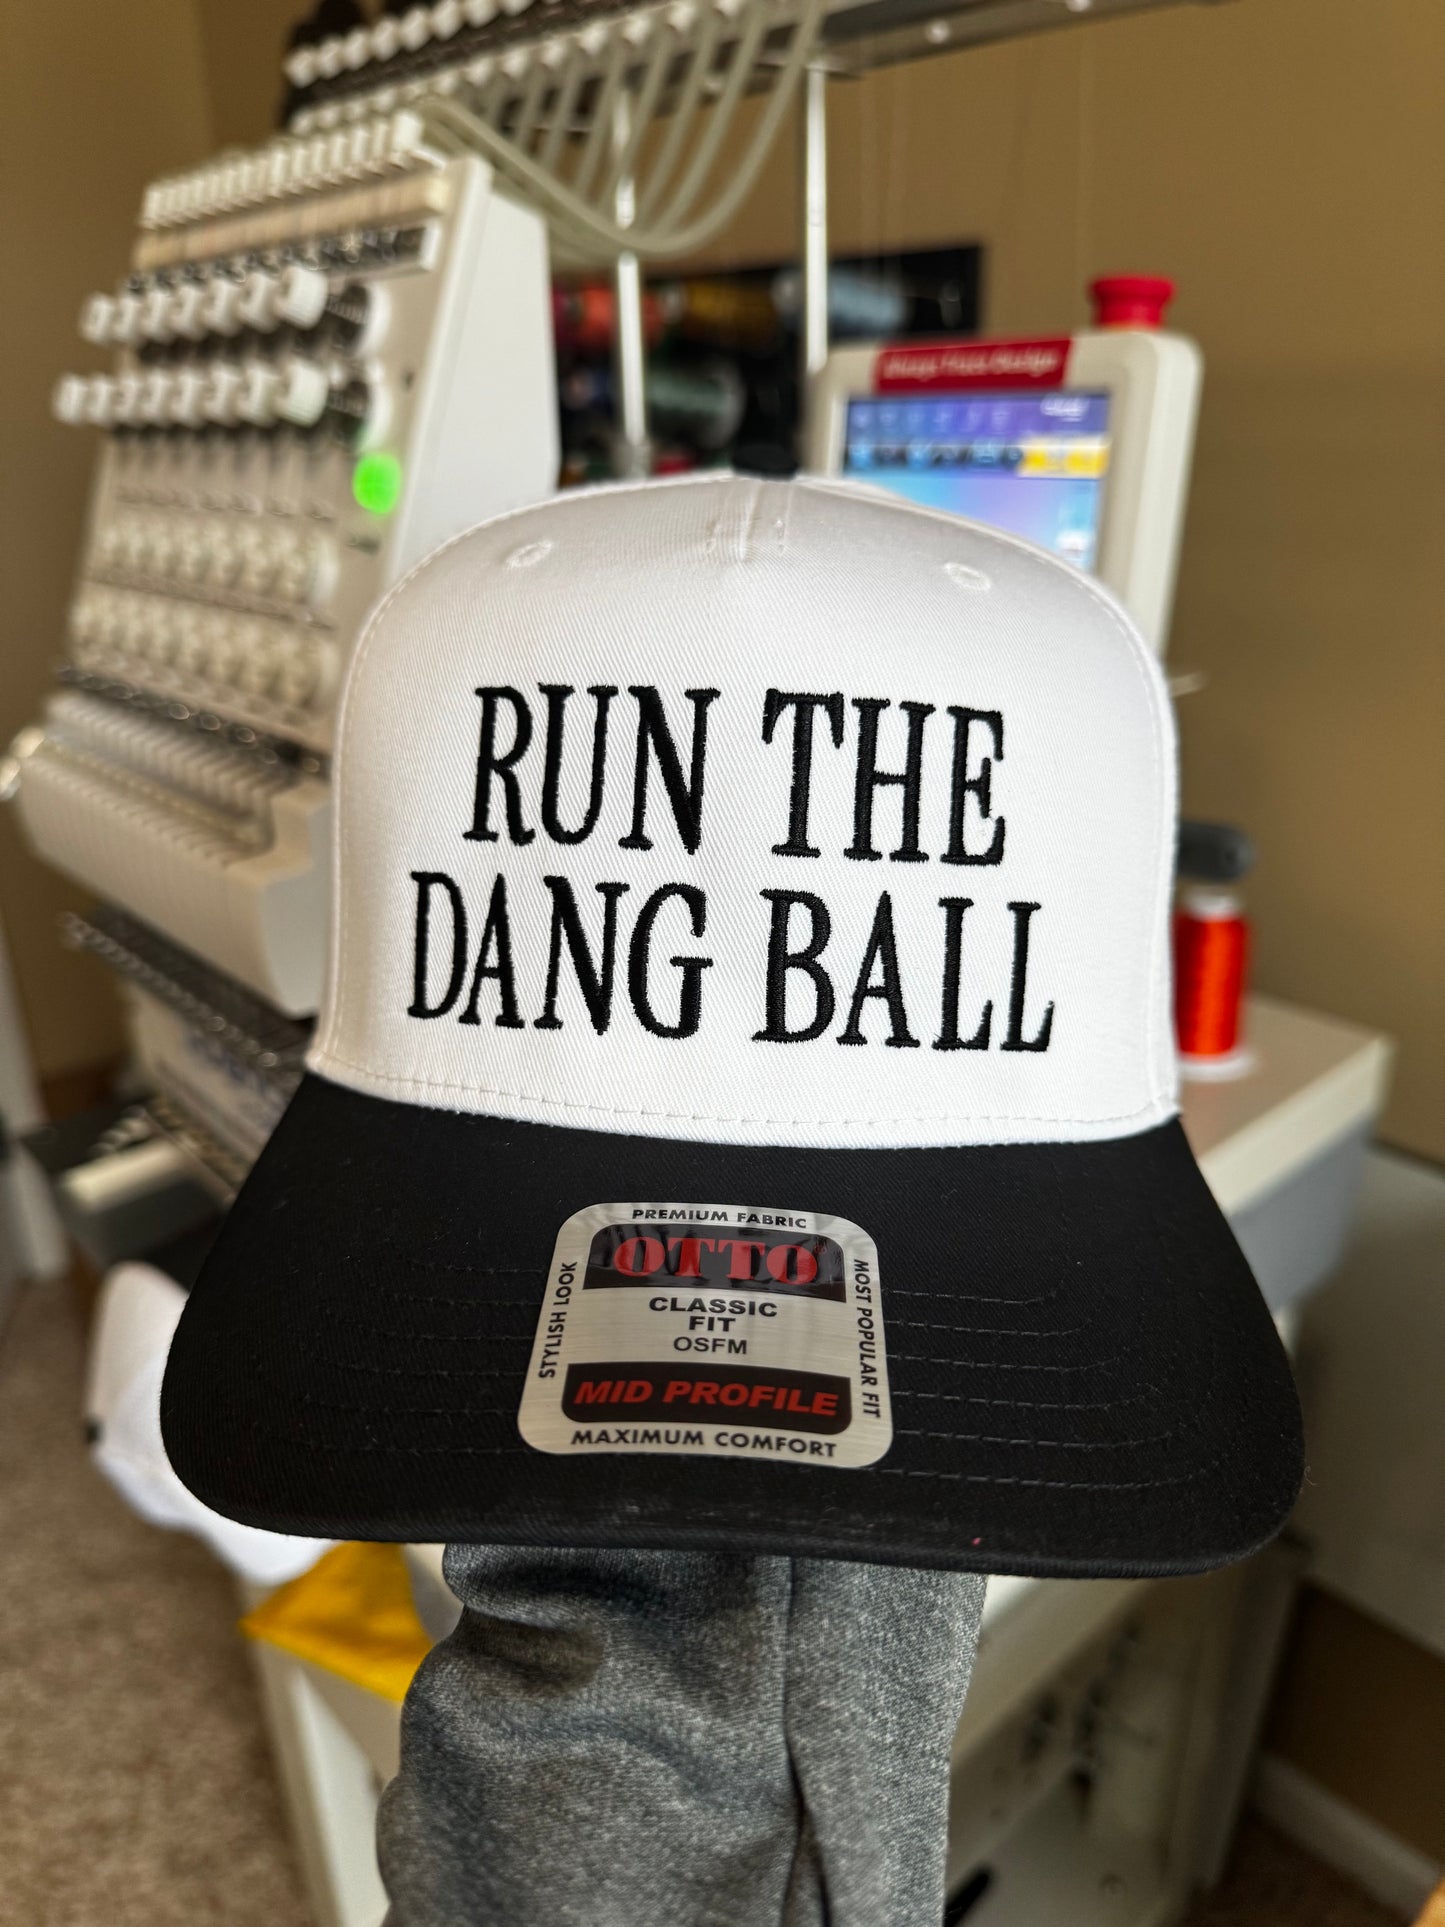 RUN THE
DANG BALL
PREMIUM FABRIC
OTTO
STYLISH LOOK
CLASSIC
FIT
OSFM
MOST POPULAR FIT
MID PROFILE
MAXIMUM COMFORT